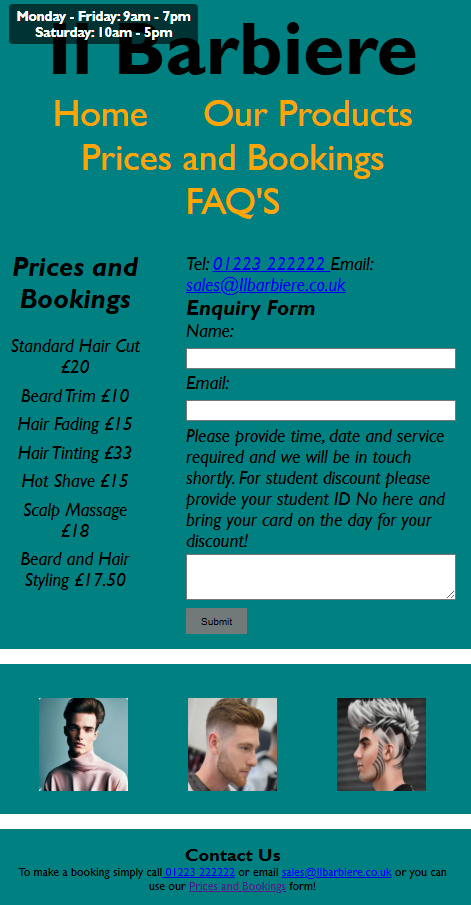 Monday - Friday: 9am - 7pm
Saturday: 10am - 5pm
Il Barbiere
Home Our Products
Prices and Bookings
FAQ'S
Prices and
Bookings
Standard Hair Cut
£20
Beard Trim £10
Hair Fading £15
Hair Tinting £33
Hot Shave £15
Scalp Massage
£18
Beard and Hair
Styling £17.50
Tel: 01223 222222 Email:
sales@Ilbarbiere.co.uk
Enquiry Form
Name:
Email:
Please provide time, date and service
required and we will be in touch
shortly. For student discount please
provide your student ID No here and
bring your card on the day for your
discount!
Submit
Contact Us
To make a booking simply call 01223 222222 or email sales@ilbarbiere.co.uk or you can
use our Prices and Bookings form!